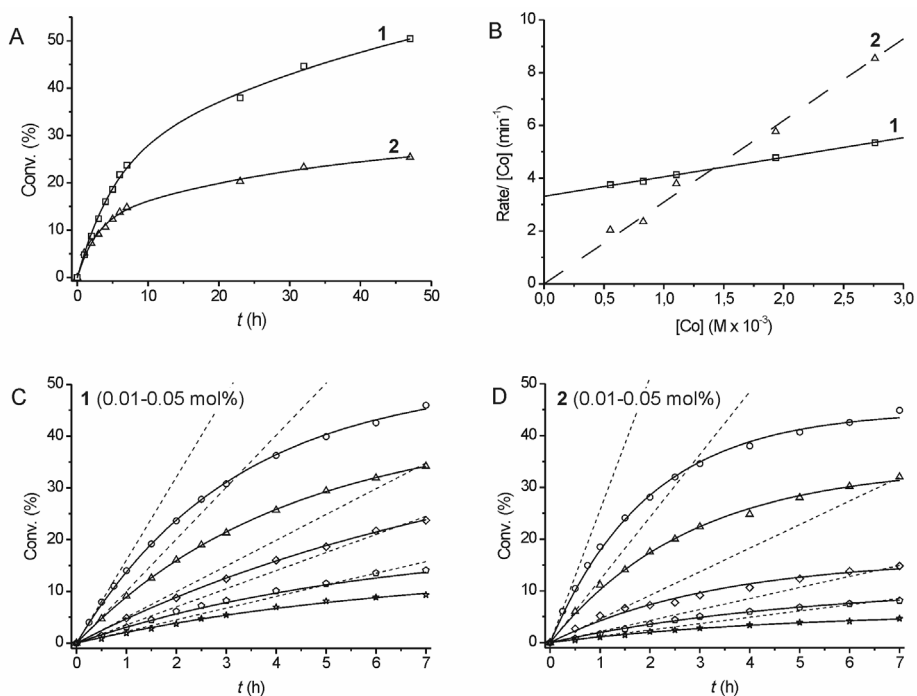 A
50
40
30
20
10
0
Conv. (%)
1
2
0 10 20 30 40 50
t (h)
B
10
8
6
4
2
0
Rate/ [Co] (min⁻¹)
2
1
0,0 0,5 1,0 1,5 2,0 2,5 3,0
[Co] (M x 10⁻³)
C
50
40
30
20
10
0
Conv. (%)
1 (0.01-0.05 mol%)
0 1 2 3 4 5 6 7
t (h)
D
50
40
30
20
10
0
Conv. (%)
2 (0.01-0.05 mol%)
0 1 2 3 4 5 6 7
t (h)